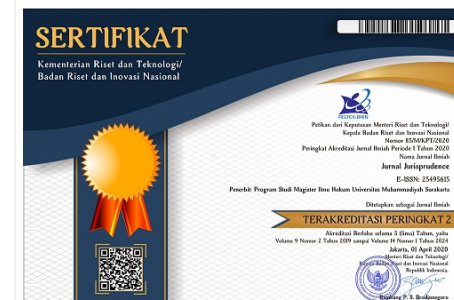 SERTIFIKAT
Kementerian Riset dan Teknologi/
Badan Riset dan Inovasi Nasional
RISTEK-BRIN
Petikan dari Keputusan Menteri Riset dan Teknologi/
Kepala Badan Riset dan Inovasi Nasional
Nomor 85/M/KPT/2020
Peringkat Akreditasi Jurnal Ilmiah Periode I Tahun 2020
Nama Jurnal Ilmiah
Jurnal Jurisprudence
E-ISSN: 25495615
Penerbit: Program Studi Magister Ilmu Hukum Universitas Muhammadiyah Surakarta
Ditetapkan sebagai Jurnal Ilmiah
TERAKREDITASI PERINGKAT 2
Akreditasi Berlaku selama 5 (lima) Tahun, yaitu
Volume 9 Nomor 2 Tahun 2019 sampai Volume 14 Nomor 1 Tahun 2024
Jakarta, 01 April 2020
Menteri Riset dan Teknologi/
Kepala Badan Riset dan Inovasi Nasional
Republik Indonesia,
Bambang P. S. Brodjonegoro